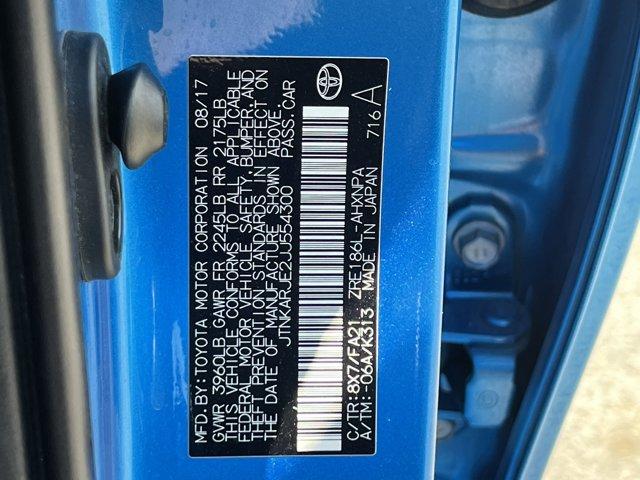 MFD. BY: TOYOTA MOTOR CORPORATION 08/17
GVWR 3960LB GAWR FR 2245LB RR 2175LB
THIS VEHICLE CONFORMS TO ALL APPLICABLE
FEDERAL MOTOR VEHICLE SAFETY, BUMPER, AND
THEFT PREVENTION STANDARDS IN EFFECT ON
THE DATE OF MANUFACTURE SHOWN ABOVE.
JTNKARJE2JJ554300 PASS. CAR
C/TR: 8X7/FA21 ZRE186L-AHXNPA
A/TM: -06A/K313 MADE IN JAPAN 716 A